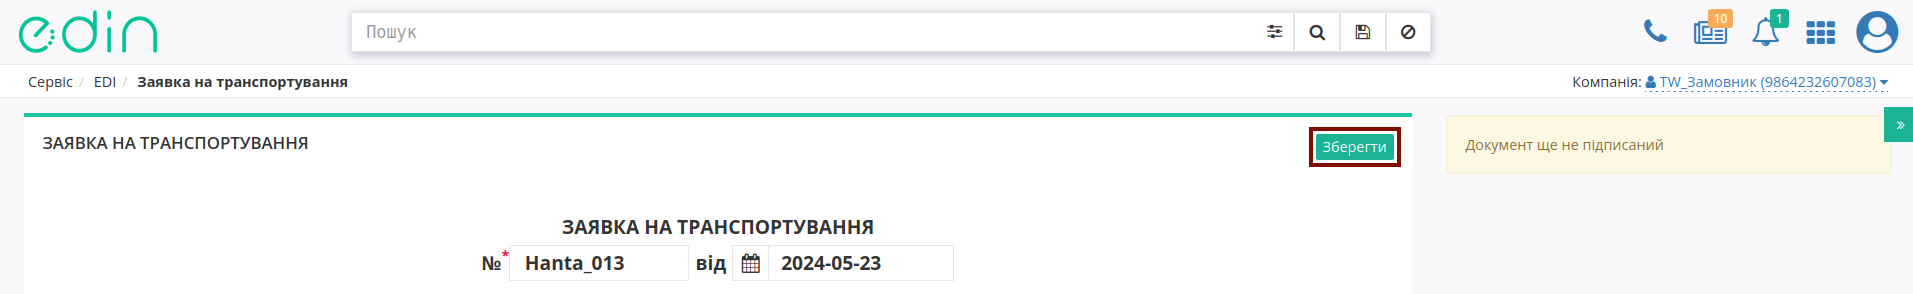 edin
Пошук
10
1
Сервіс / EDI / Заявка на транспортування
Компанія: TW_Замовник (9864232607083)
ЗАЯВКА НА ТРАНСПОРТУВАННЯ
Зберегти
»
Документ ще не підписаний
ЗАЯВКА НА ТРАНСПОРТУВАННЯ
№* Hanta_013 від 2024-05-23